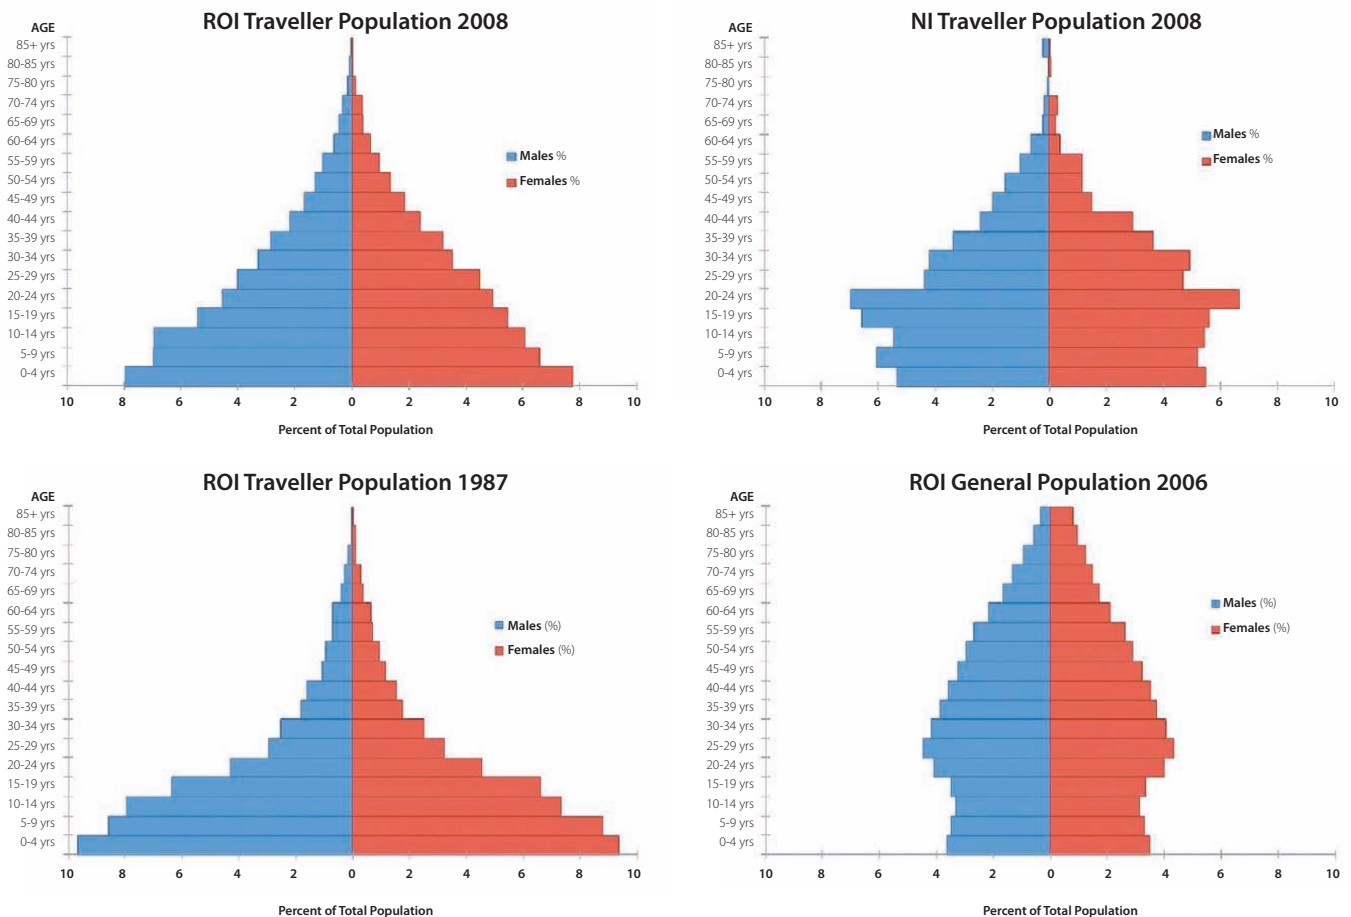 ROI Traveller Population 2008
AGE
85+ yrs
80-85 yrs
75-80 yrs
70-74 yrs
65-69 yrs
60-64 yrs
55-59 yrs
50-54 yrs
45-49 yrs
40-44 yrs
35-39 yrs
30-34 yrs
25-29 yrs
20-24 yrs
15-19 yrs
10-14 yrs
5-9 yrs
0-4 yrs
Males %
Females %
10 8 6 4 2 0 2 4 6 8 10
Percent of Total Population
NI Traveller Population 2008
AGE
85+ yrs
80-85 yrs
75-80 yrs
70-74 yrs
65-69 yrs
60-64 yrs
55-59 yrs
50-54 yrs
45-49 yrs
40-44 yrs
35-39 yrs
30-34 yrs
25-29 yrs
20-24 yrs
15-19 yrs
10-14 yrs
5-9 yrs
0-4 yrs
Males %
Females %
10 8 6 4 2 0 2 4 6 8 10
Percent of Total Population
ROI Traveller Population 1987
AGE
85+ yrs
80-85 yrs
75-80 yrs
70-74 yrs
65-69 yrs
60-64 yrs
55-59 yrs
50-54 yrs
45-49 yrs
40-44 yrs
35-39 yrs
30-34 yrs
25-29 yrs
20-24 yrs
15-19 yrs
10-14 yrs
5-9 yrs
0-4 yrs
Males (%)
Females (%)
10 8 6 4 2 0 2 4 6 8 10
Percent of Total Population
ROI General Population 2006
AGE
85+ yrs
80-85 yrs
75-80 yrs
70-74 yrs
65-69 yrs
60-64 yrs
55-59 yrs
50-54 yrs
45-49 yrs
40-44 yrs
35-39 yrs
30-34 yrs
25-29 yrs
20-24 yrs
15-19 yrs
10-14 yrs
5-9 yrs
0-4 yrs
Males (%)
Females (%)
10 8 6 4 2 0 2 4 6 8 10
Percent of Total Population